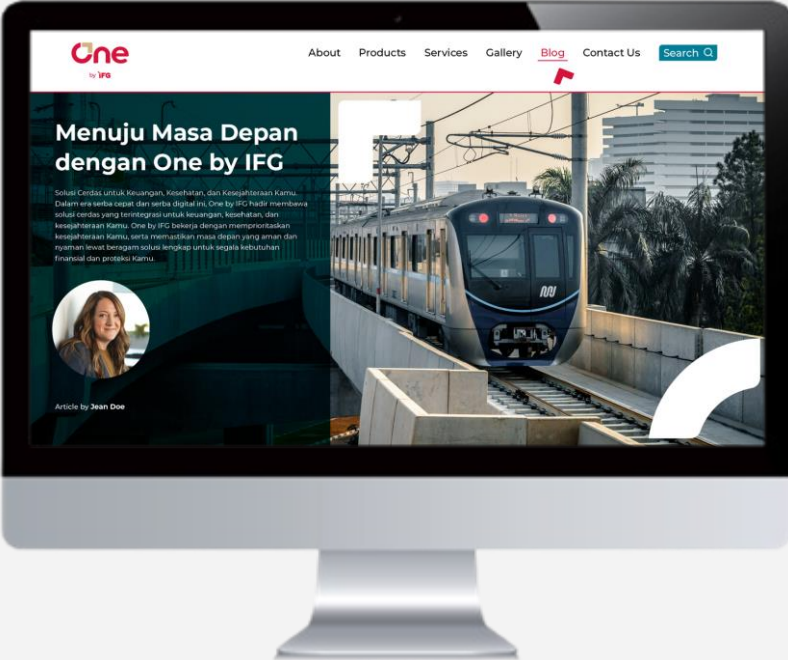 One
by IFG
About Products Services Gallery Blog Contact Us Search
Menuju Masa Depan
dengan One by IFG
Solusi Cerdas untuk Keuangan, Kesehatan, dan Kesejahteraan Kamu.
Dalam era serba cepat dan serba digital ini, One by IFG hadir membawa
solusi cerdas yang terintegrasi untuk keuangan, kesehatan, dan
kesejahteraan Kamu. One by IFG bekerja dengan memprioritaskan
kesejahteraan Kamu, serta memastikan masa depan yang aman dan
nyaman lewat beragam solusi lengkap untuk segala kebutuhan
finansial dan proteksi Kamu.
Article by Jean Doe